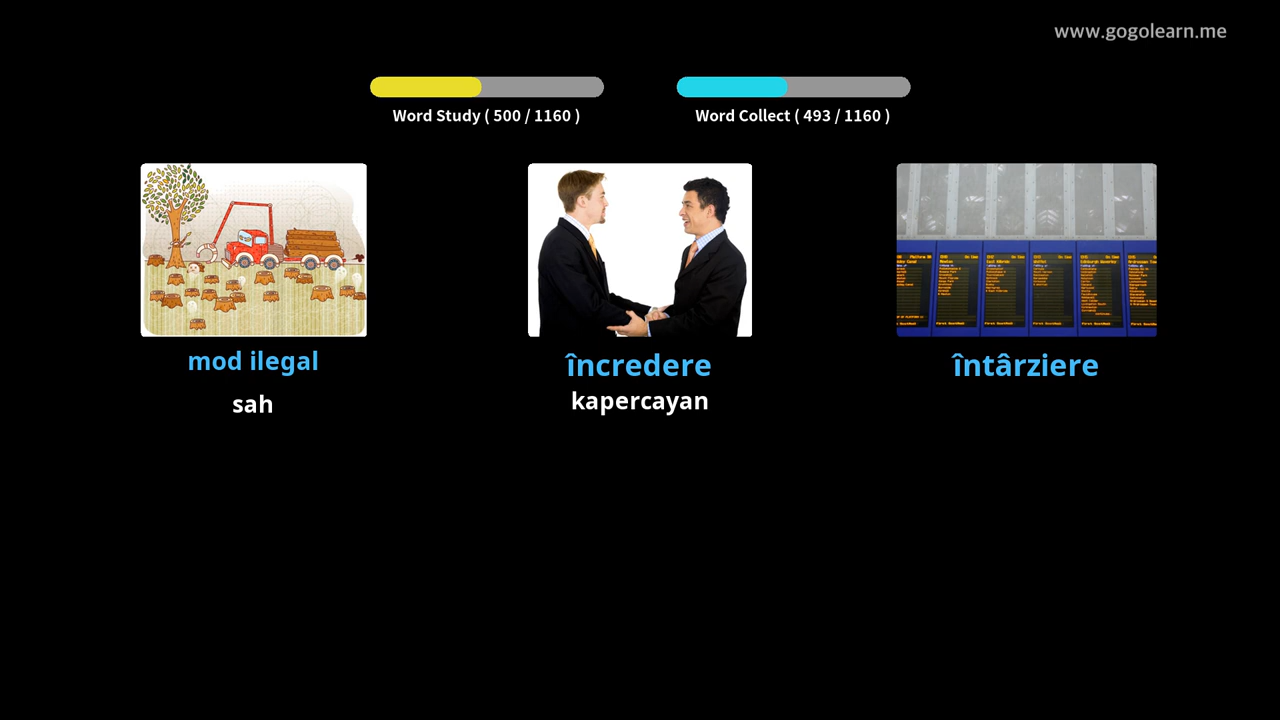 www.gogolearn.me
Word Study ( 500 / 1160 )
Word Collect ( 493 / 1160 )
mod ilegal
sah
încredere
kapercayan
întârziere